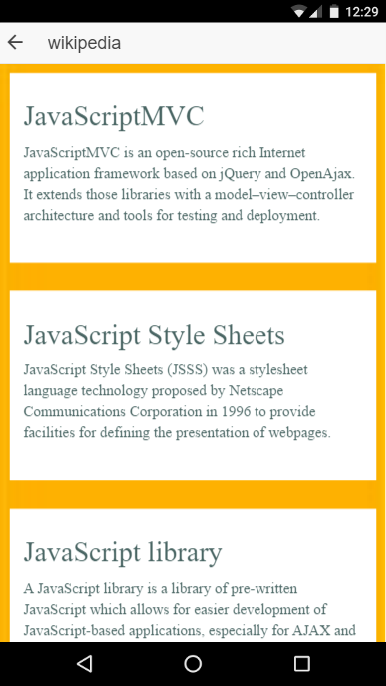 12:29
wikipedia
JavaScriptMVC
JavaScriptMVC is an open-source rich Internet
application framework based on jQuery and OpenAjax.
It extends those libraries with a model–view–controller
architecture and tools for testing and deployment.
JavaScript Style Sheets
JavaScript Style Sheets (JSSS) was a stylesheet
language technology proposed by Netscape
Communications Corporation in 1996 to provide
facilities for defining the presentation of webpages.
JavaScript library
A JavaScript library is a library of pre-written
JavaScript which allows for easier development of
JavaScript-based applications, especially for AJAX and